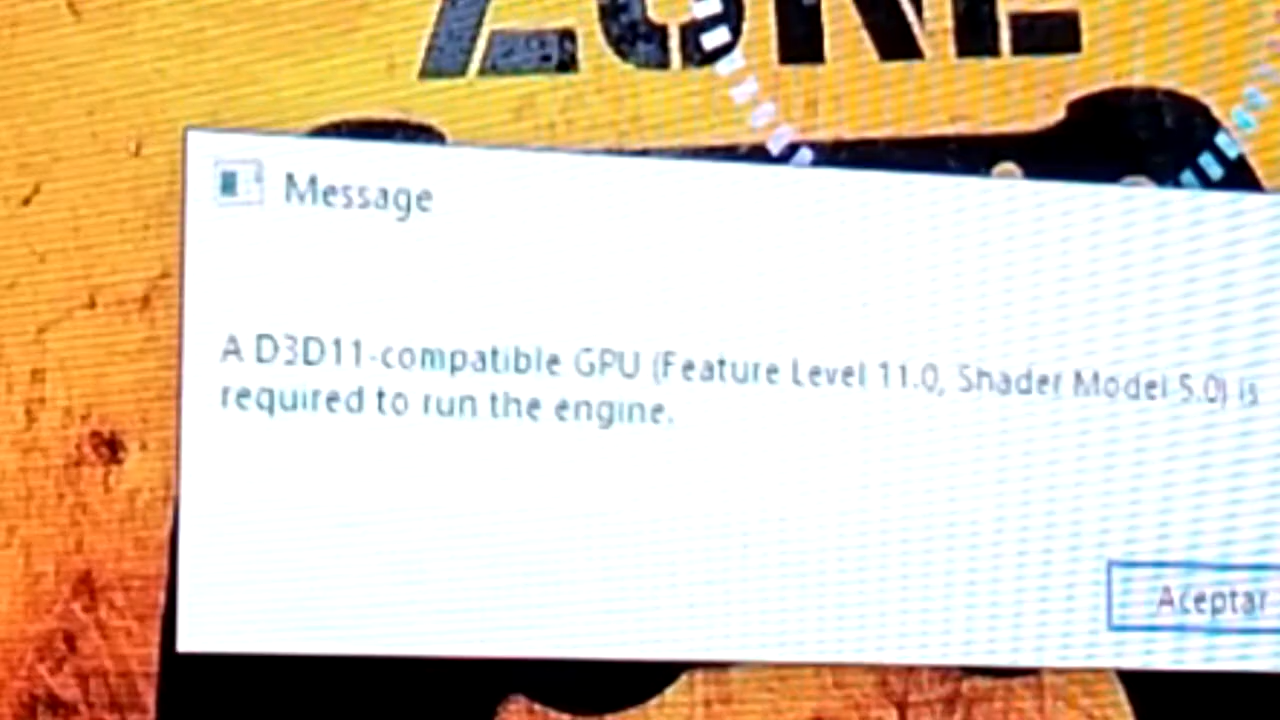 ZONE
Message
A D3D11-compatible GPU (Feature Level 11.0, Shader Model 5.0) is
required to run the engine.
Aceptar